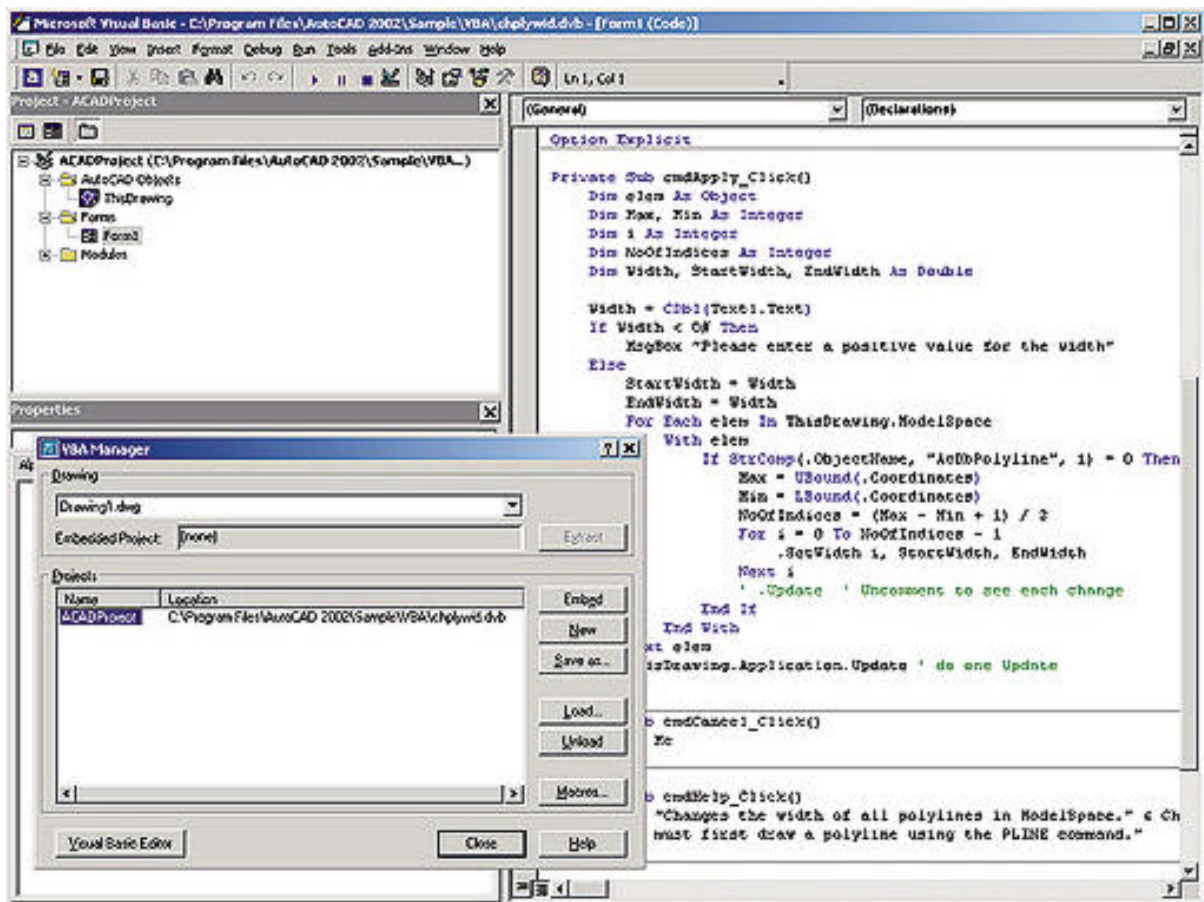 Microsoft Visual Basic - C:\Program Files\AutoCAD 2002\Sample\VBA\chplywid.dvb - [Form1 (Code)]
File Edit View Insert Format Debug Run Tools Add-Ins Window Help
Ln 1, Col 1
Project - ACADProject
ACADProject (C:\Program Files\AutoCAD 2002\Sample\VBA...)
AutoCAD Objects
ThisDrawing
Forms
Form1
Modules
Properties
(General)
(Declarations)
Option Explicit
Private Sub cmdApply_Click()
Dim elem As Object
Dim Max, Min As Integer
Dim i As Integer
Dim NoOfIndices As Integer
Dim Width, StartWidth, EndWidth As Double
Width = CDbl(Text1.Text)
If Width < 0# Then
MsgBox "Please enter a positive value for the width"
Else
StartWidth = Width
EndWidth = Width
For Each elem In ThisDrawing.ModelSpace
With elem
If StrComp(.ObjectName, "AcDbPolyline", 1) = 0 Then
Max = UBound(.Coordinates)
Min = LBound(.Coordinates)
NoOfIndices = (Max - Min + 1) / 2
For i = 0 To NoOfIndices - 1
.SetWidth i, StartWidth, EndWidth
Next i
' .Update ' Uncomment to see each change
End If
End With
xt elem
isDrawing.Application.Update ' do one Update
b cmdCancel_Click()
Me
b cmdHelp_Click()
"Changes the width of all polylines in ModelSpace." & Ch
must first draw a polyline using the PLINE command."
VBA Manager
Drawing
Drawing1.dwg
Embedded Project: (none)
Extract
Projects
Name Location
ACADProject C:\Program Files\AutoCAD 2002\Sample\VBA\chplywid.dvb
Embed
New
Save as...
Load...
Unload
Macros...
Visual Basic Editor
Close
Help